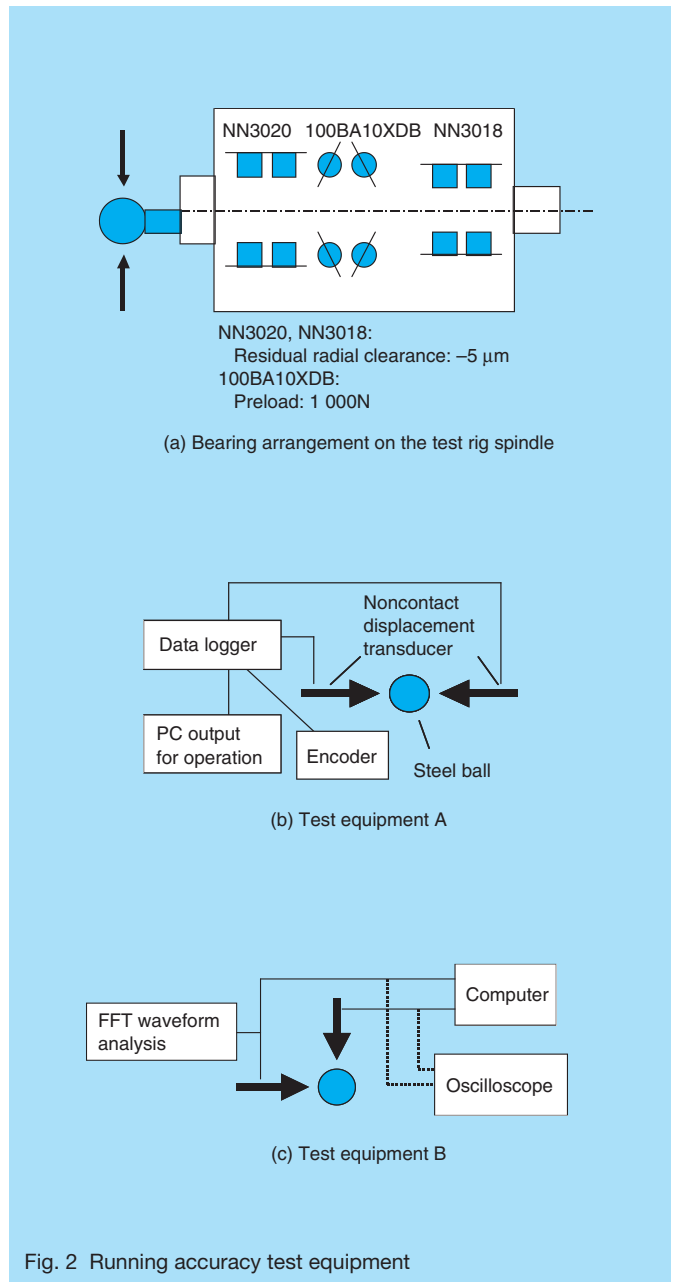 NN3020 100BA10XDB NN3018
NN3020, NN3018:
Residual radial clearance: –5 μm
100BA10XDB:
Preload: 1 000N
(a) Bearing arrangement on the test rig spindle
Noncontact
displacement
transducer
Data logger
PC output
for operation
Encoder
Steel ball
(b) Test equipment A
Computer
FFT waveform
analysis
Oscilloscope
(c) Test equipment B
Fig. 2 Running accuracy test equipment